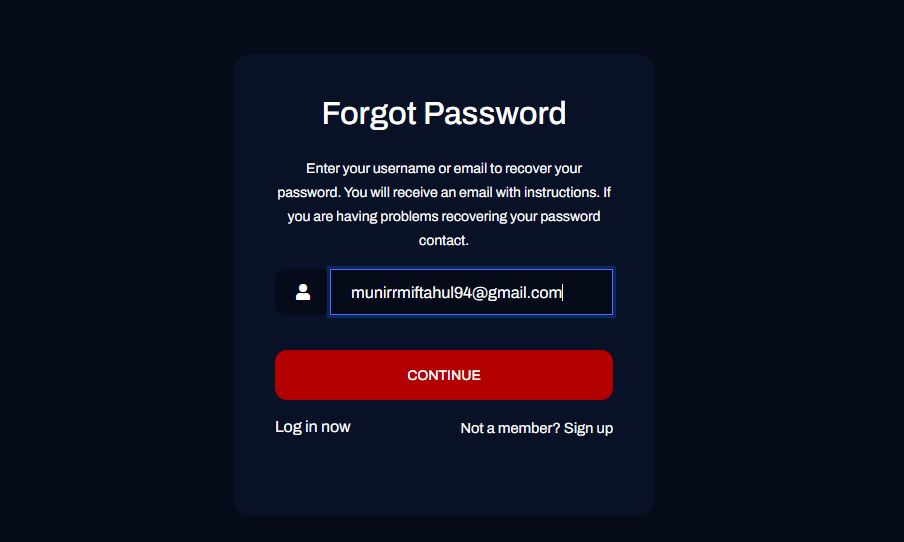 Forgot Password
Enter your username or email to recover your
password. You will receive an email with instructions. If
you are having problems recovering your password
contact.
munirrmiftahul94@gmail.com
CONTINUE
Log in now
Not a member? Sign up